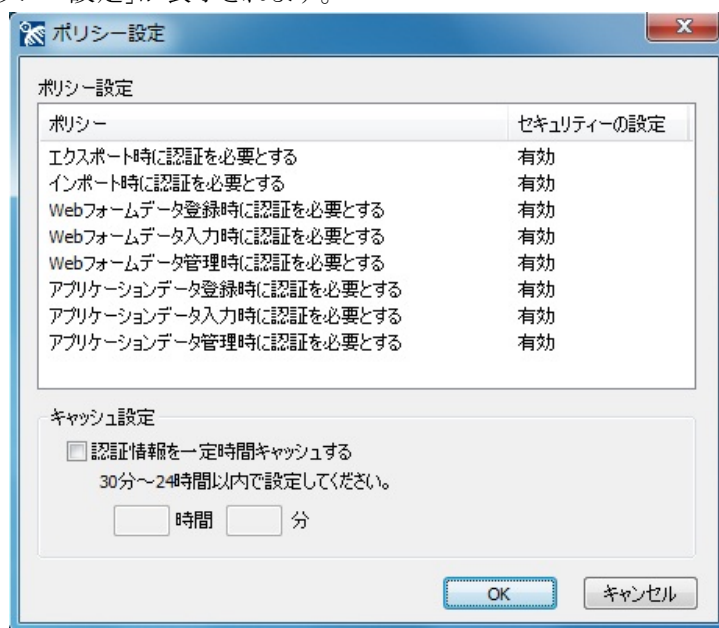 設定」が表示されます。
ポリシー設定
ポリシー設定
ポリシー セキュリティーの設定
エクスポート時に認証を必要とする 有効
インポート時に認証を必要とする 有効
Webフォームデータ登録時に認証を必要とする 有効
Webフォームデータ入力時に認証を必要とする 有効
Webフォームデータ管理時に認証を必要とする 有効
アプリケーションデータ登録時に認証を必要とする 有効
アプリケーションデータ入力時に認証を必要とする 有効
アプリケーションデータ管理時に認証を必要とする 有効
キャッシュ設定
認証情報を一定時間キャッシュする
30分～24時間以内で設定してください。
時間 分
OK キャンセル